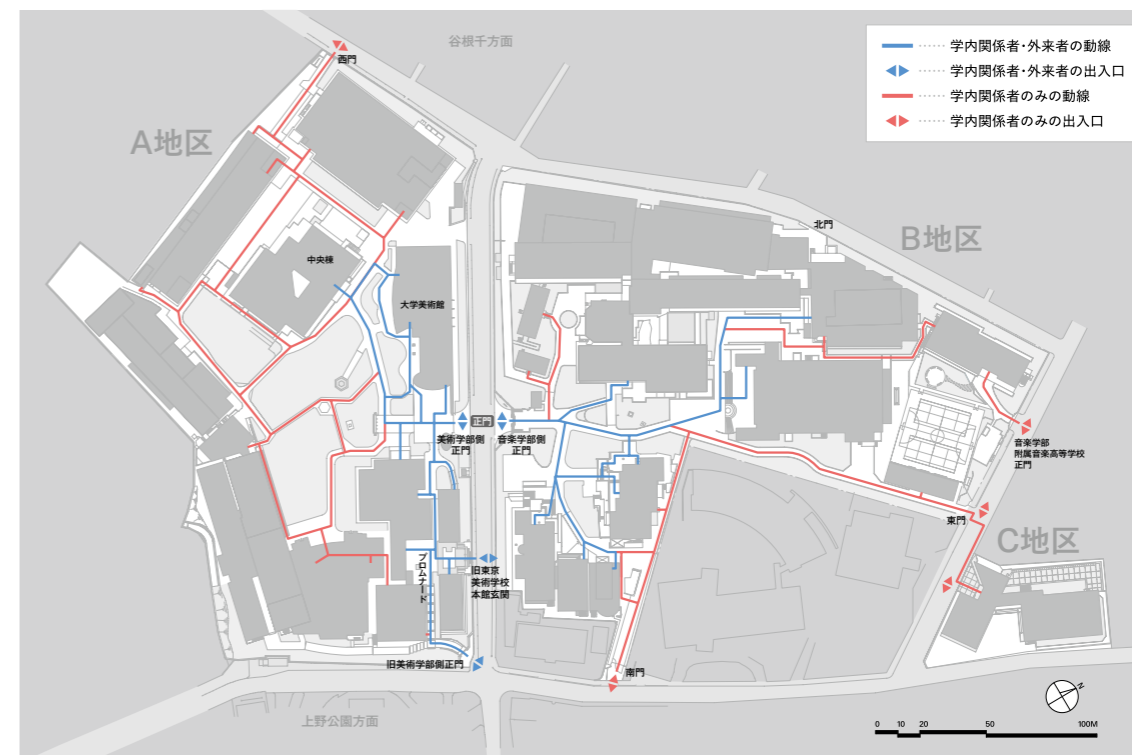 谷根千方面
西門
A地区
学内関係者・外来者の動線
学内関係者・外来者の出入口
学内関係者のみの動線
学内関係者のみの出入口
北門
B地区
中央棟
大学美術館
正門
美術学部側
正門
音楽学部側
正門
音楽学部
附属音楽高等学校
正門
東門
C地区
プロムナード
旧東京
美術学校
本館玄関
旧美術学部側正門
南門
上野公園方面
N
0 10 20 50 100M